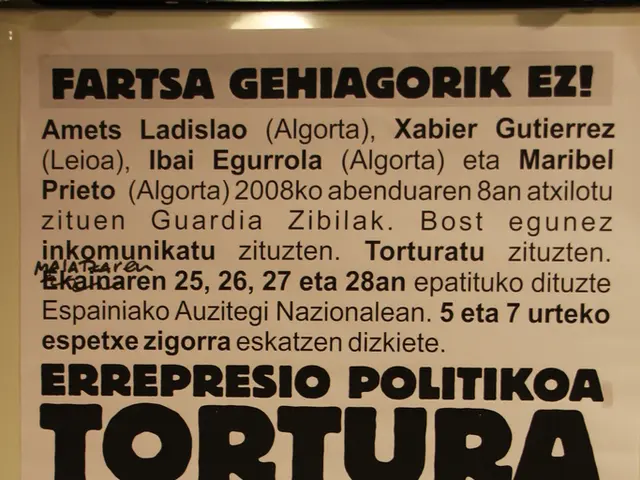 FARTSA GEHIAGORIK EZ!
Amets Ladislao (Algorta), Xabier Gutierrez
(Leioa), Ibai Egurrola (Algorta) eta Maribel
Prieto (Algorta) 2008ko abenduaren 8an atxilotu
zituen Guardia Zibilak. Bost egunez
inkomunikatu zituzten. Torturatu zituzten.
MAIATZAREN
Ekainaren 25, 26, 27 eta 28an epatituko dituzte
Espainiako Auzitegi Nazionalean. 5 eta 7 urteko
espetxe zigorra eskatzen dizkiete.
ERREPRESIO POLITIKOA
TORTURA